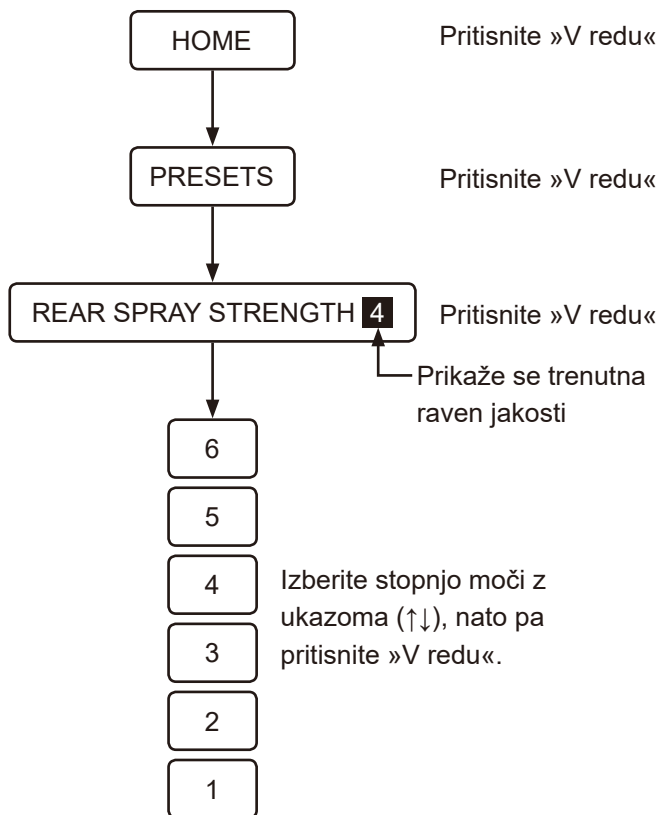 HOME
Pritisnite »V redu«
PRESETS
Pritisnite »V redu«
REAR SPRAY STRENGTH 4
Pritisnite »V redu«
Prikaže se trenutna
raven jakosti
6
5
4
Izberite stopnjo moči z
ukazoma (↑↓), nato pa
pritisnite »V redu«.
3
2
1